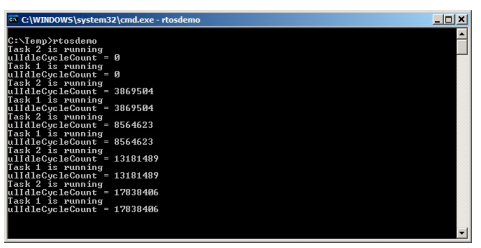 C:\WINDOWS\system32\cmd.exe - rtosdemo
C:\Temp>rtosdemo
Task 2 is running
ulIdleCycleCount = 0
Task 1 is running
ulIdleCycleCount = 0
Task 2 is running
ulIdleCycleCount = 3869504
Task 1 is running
ulIdleCycleCount = 3869504
Task 2 is running
ulIdleCycleCount = 8564623
Task 1 is running
ulIdleCycleCount = 8564623
Task 2 is running
ulIdleCycleCount = 13181489
Task 1 is running
ulIdleCycleCount = 13181489
Task 2 is running
ulIdleCycleCount = 17838406
Task 1 is running
ulIdleCycleCount = 17838406